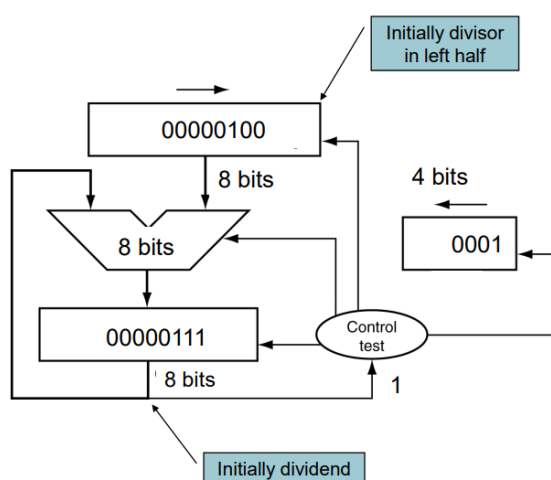 Initially divisor
in left half
00000100
8 bits
4 bits
8 bits
0001
00000111
Control
test
8 bits
1
Initially dividend